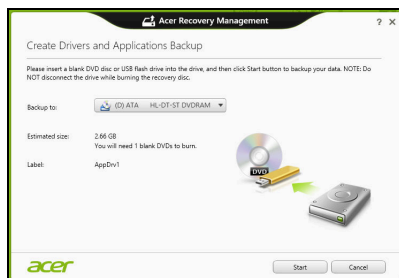 Acer Recovery Management
? X
Create Drivers and Applications Backup
Please insert a blank DVD disc or USB flash drive into the drive, and then click Start button to backup your data. NOTE: Do
NOT disconnect the drive while burning the recovery disc.
Backup to:
(D) ATA HL-DT-ST DVDRAM
Estimated size:
2.66 GB
You will need 1 blank DVDs to burn.
Label:
AppDrv1
DVD
acer
Start
Cancel